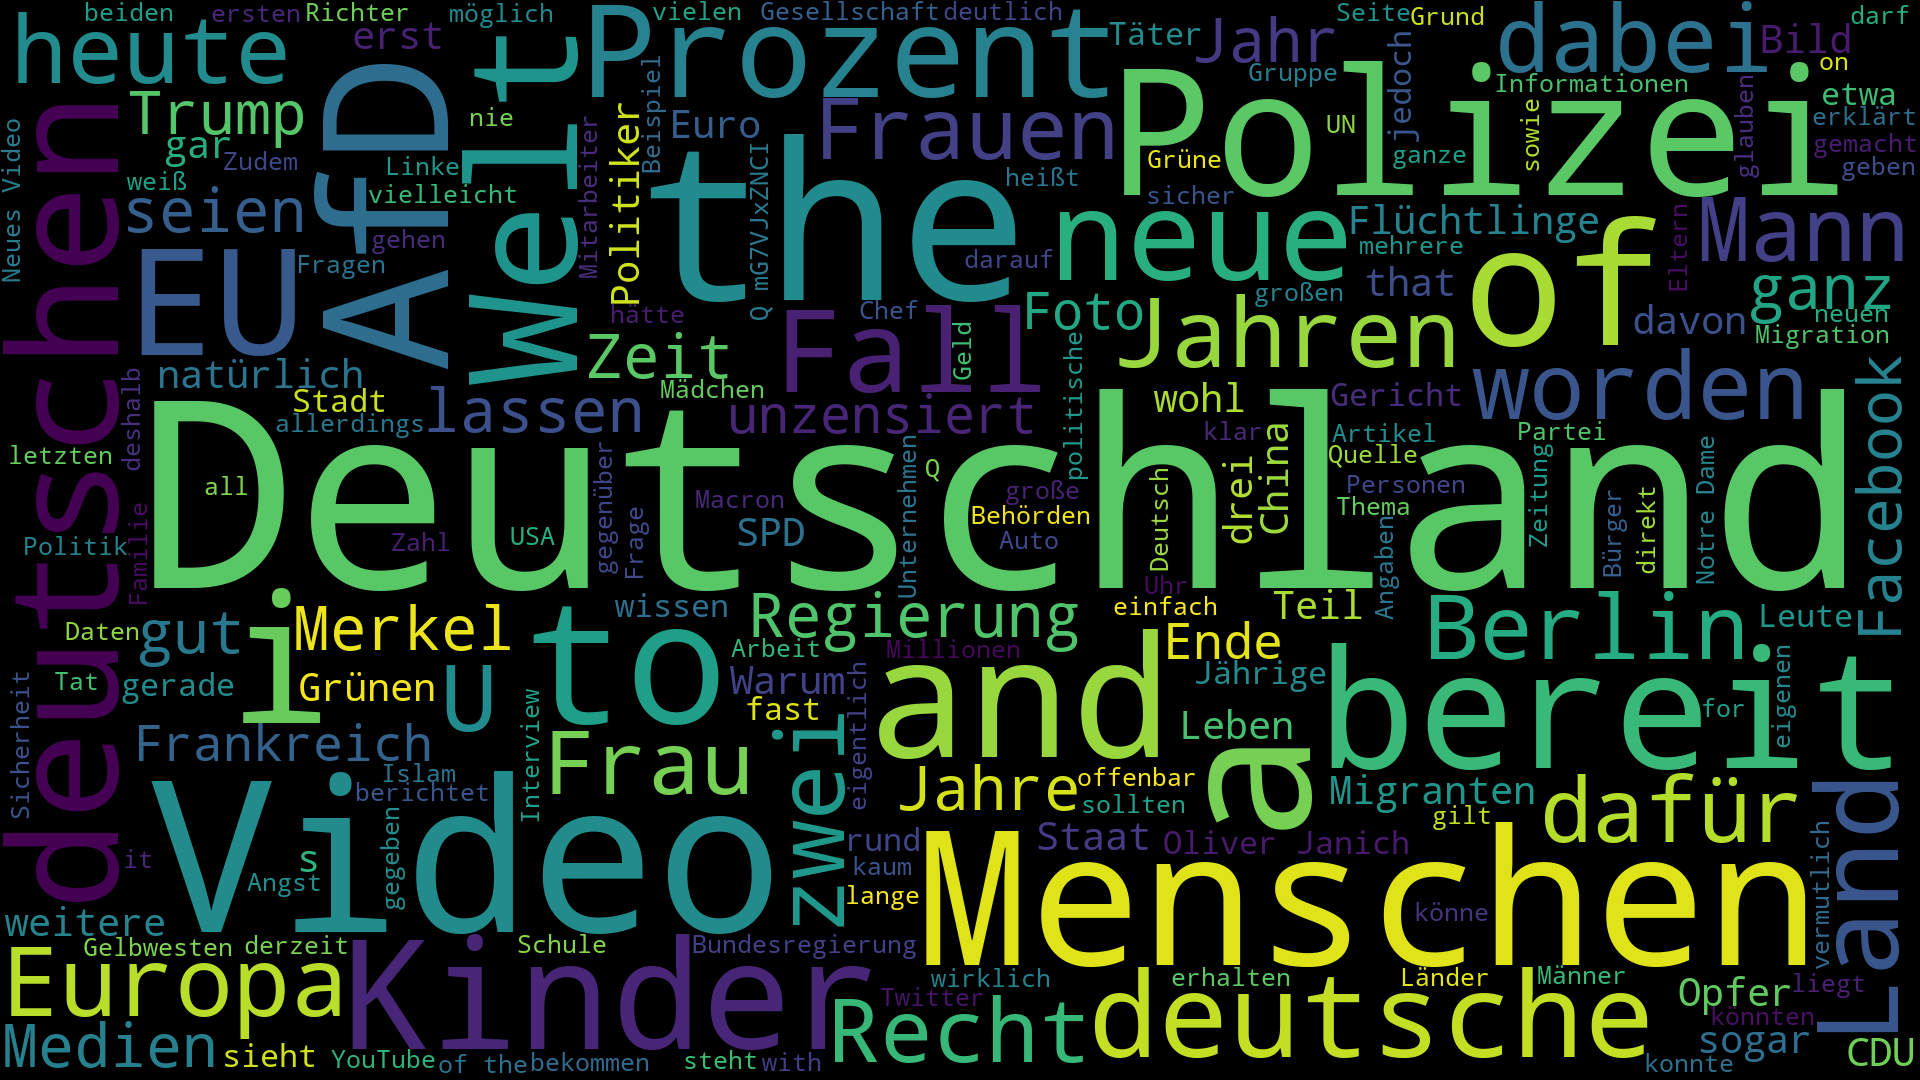 beiden ersten Richter möglich vielen Gesellschaft deutlich Seite Grund darf
heute erst Welt Prozent Täter Jahr jedoch dabei Bild
Neues Video deutschen Trump AfD nie Politiker Beispiel Euro Frauen Gruppe Polizei Informationen on etwa
gar Zudem Linke Mitarbeiter the Grüne UN ganze sowie glauben erklärt gemacht geben
weiß vielleicht heißt sicher
seien gehen Q mG7VJxZNCI darauf neue Flüchtlinge mehrere of Eltern Mann
EU Fragen hätte Chef Foto großen that davon ganz neuen Migration
natürlich Zeit Fall Geld politische Jahren
deshalb Stadt lassen Mädchen unzensiert wohl Gericht worden Facebook
allerdings klar Artikel Partei
letzten all Deutschland gegenüber Macron Unternehmen Q große Deutsch drei China Quelle Personen Thema Zeitung Notre Dame
Familie Politik Zahl USA Frage SPD Behörden Auto Angaben Bürger direkt
Uhr
Daten gut i Merkel to wissen Regierung einfach Teil Berlin Leute
Arbeit Millionen and Ende
Tat gerade Grünen U Warum Jährige bereit for eigenen
Sicherheit fast eigentlich Leben a
Frankreich Interview Frau zwei
Islam berichtet Jahre offenbar sollten Migranten dafür Land
Video gegeben gilt
it s Angst rund Staat Oliver Janich vermutlich
kaum Menschen
weitere lange könne
Gelbwesten derzeit Schule Bundesregierung
Europa Kinder wirklich erhalten deutsche Länder Männer Opfer liegt
Twitter Recht könnten
Medien sieht YouTube of the bekommen steht with sogar konnte CDU